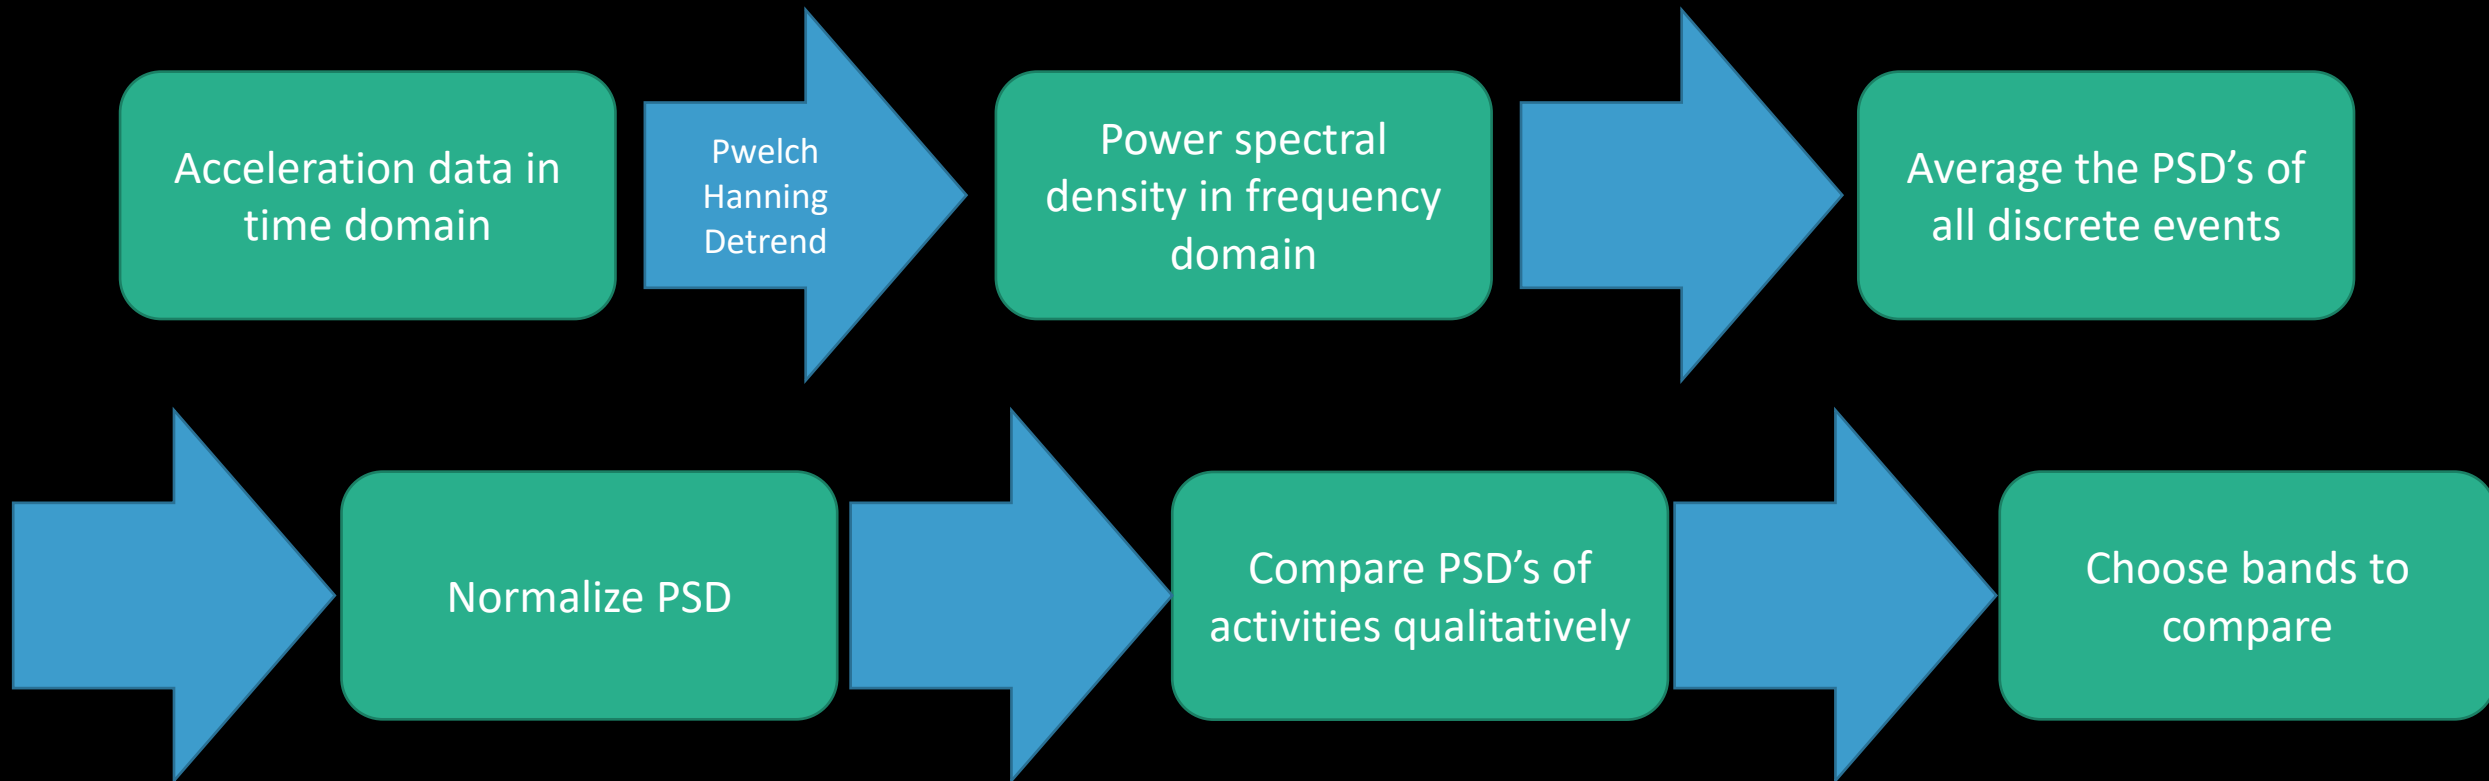 Acceleration data in
time domain
Pwelch
Hanning
Detrend
Power spectral
density in frequency
domain
Average the PSD’s of
all discrete events
Normalize PSD
Compare PSD’s of
activities qualitatively
Choose bands to
compare